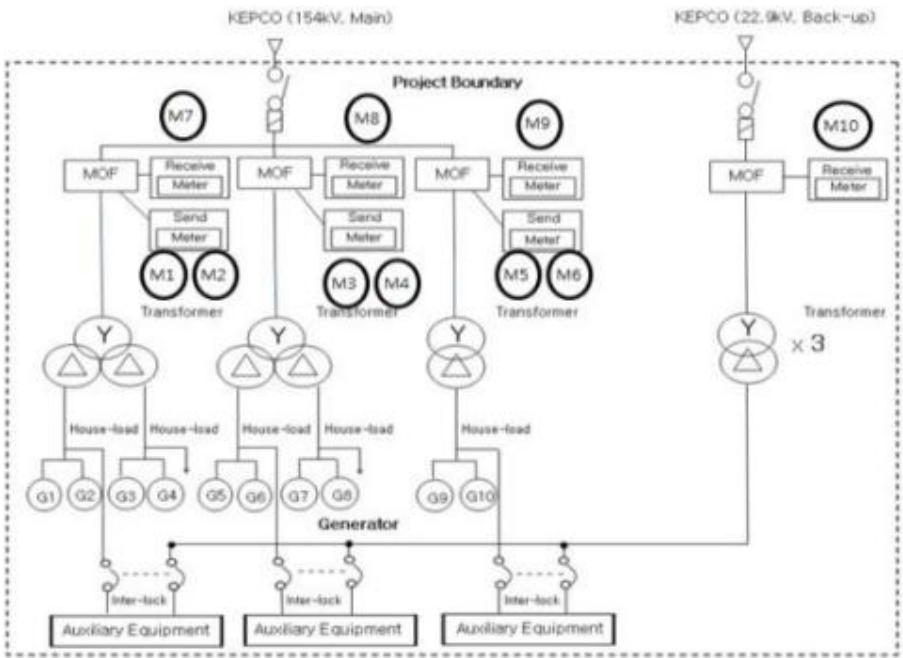 KEPCO (154kV, Main)
KEPCO (22.9kV, Back-up)
Project Boundary
M7
M8
M9
M10
MOF
Receive
Meter
MOF
Receive
Meter
MOF
Receive
Meter
MOF
Receive
Meter
Send
Meter
Send
Meter
Send
Meter
M1
M2
M3
M4
M5
M6
Transformer
Transformer
Transformer
Transformer
Y
Y
Y
Y
x 3
House-load
House-load
House-load
House-load
House-load
G1
G2
G3
G4
G5
G6
G7
G8
G9
G10
Generator
Inter-lock
Inter-lock
Inter-lock
Auxiliary Equipment
Auxiliary Equipment
Auxiliary Equipment